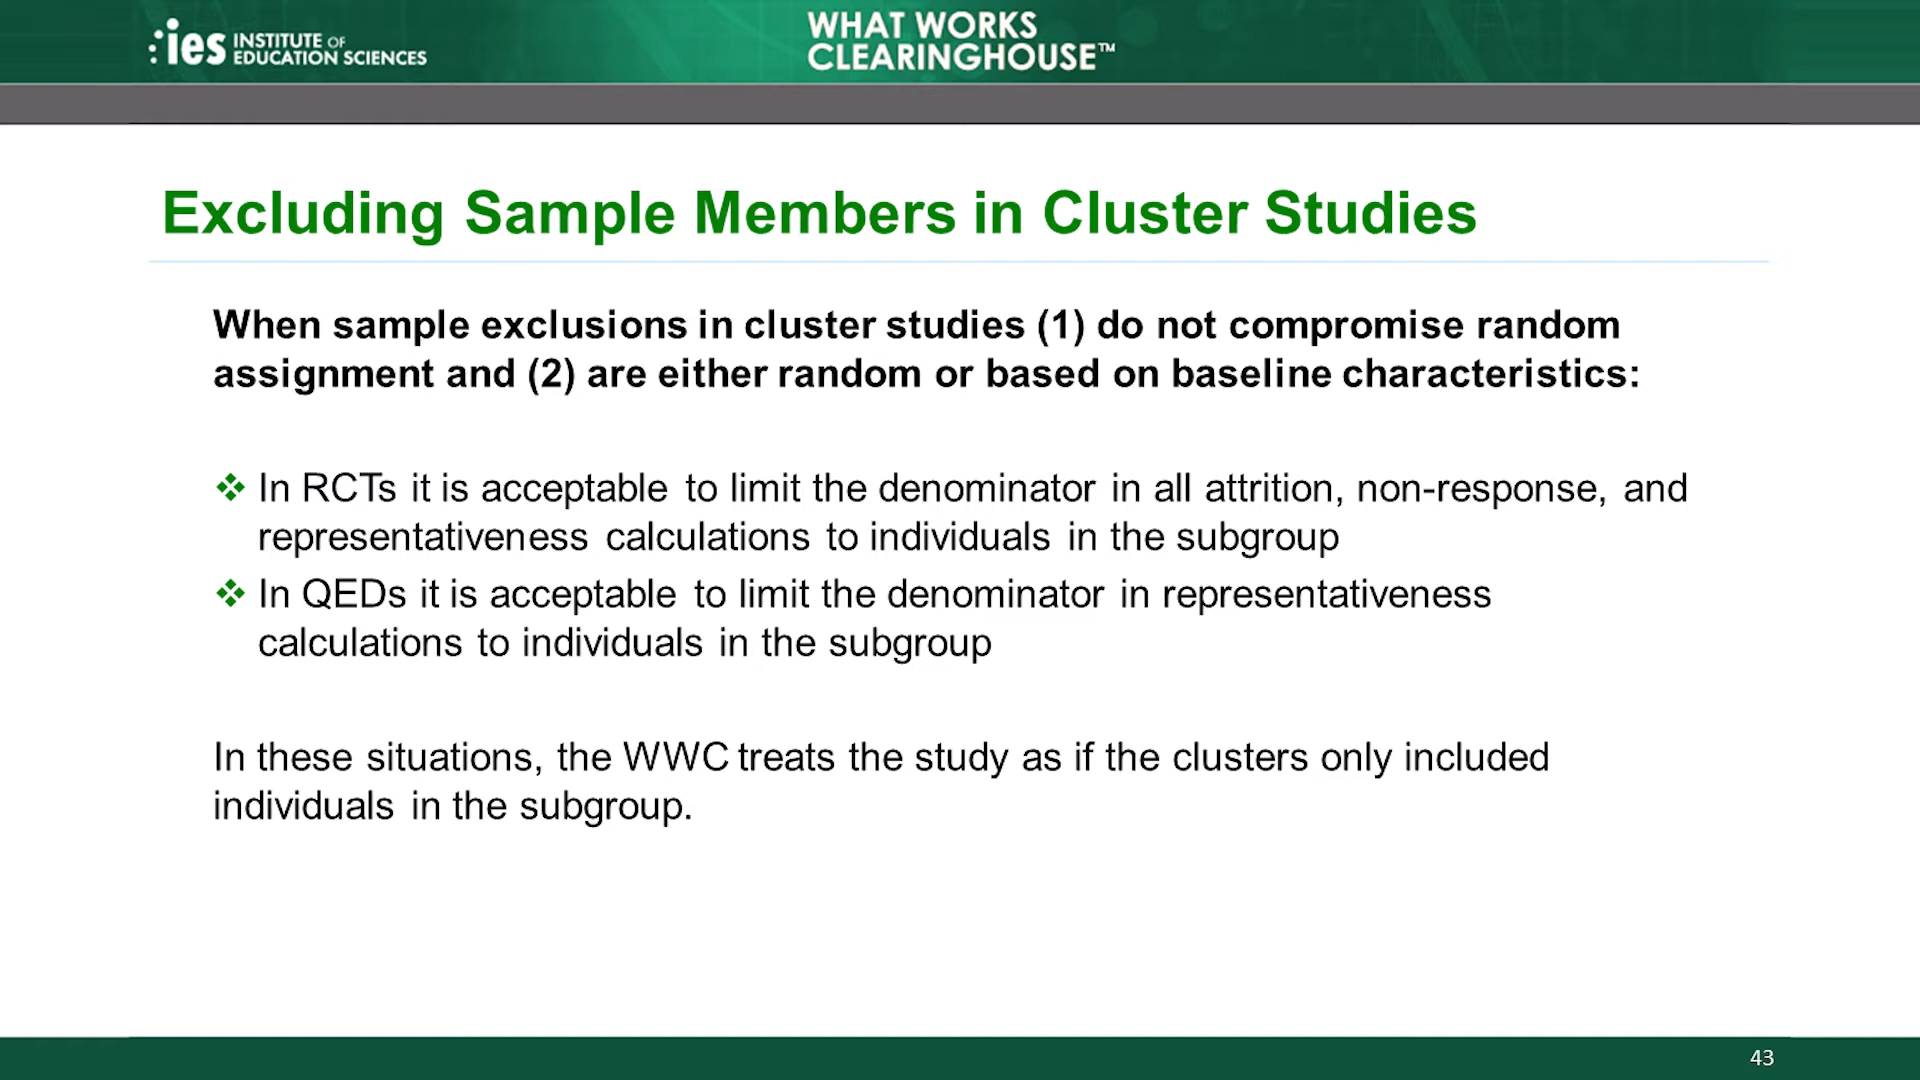 ies INSTITUTE OF
EDUCATION SCIENCES
WHAT WORKS
CLEARINGHOUSE™
Excluding Sample Members in Cluster Studies
When sample exclusions in cluster studies (1) do not compromise random
assignment and (2) are either random or based on baseline characteristics:
In RCTs it is acceptable to limit the denominator in all attrition, non-response, and
representativeness calculations to individuals in the subgroup
In QEDs it is acceptable to limit the denominator in representativeness
calculations to individuals in the subgroup
In these situations, the WWC treats the study as if the clusters only included
individuals in the subgroup.
43